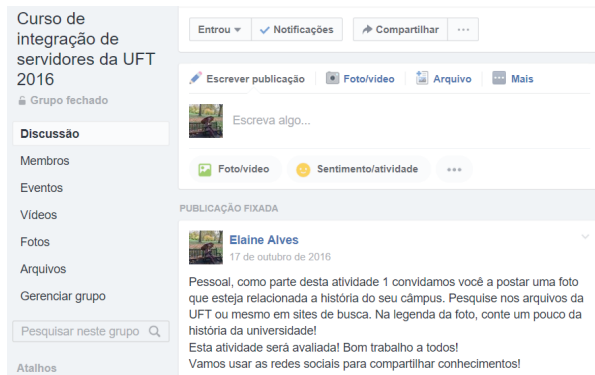 Curso de
integração de
servidores da UFT
2016
Grupo fechado
Discussão
Membros
Eventos
Vídeos
Fotos
Arquivos
Gerenciar grupo
Pesquisar neste grupo
Atalhos
Entrou
Notificações
Compartilhar
Escrever publicação
Foto/vídeo
Arquivo
Mais
Escreva algo...
Foto/vídeo
Sentimento/atividade
PUBLICAÇÃO FIXADA
Elaine Alves
17 de outubro de 2016
Pessoal, como parte desta atividade 1 convidamos você a postar uma foto
que esteja relacionada a história do seu câmpus. Pesquise nos arquivos da
UFT ou mesmo em sites de busca. Na legenda da foto, conte um pouco da
história da universidade!
Esta atividade será avaliada! Bom trabalho a todos!
Vamos usar as redes sociais para compartilhar conhecimentos!